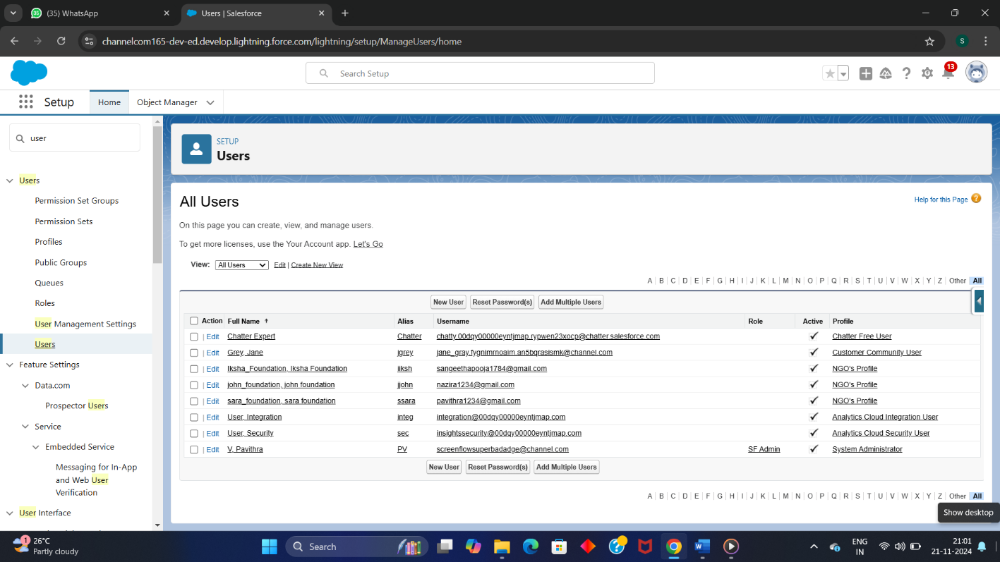 35 (35) WhatsApp
Users | Salesforce
channelcom165-dev-ed.develop.lightning.force.com/lightning/setup/ManageUsers/home
S
Search Setup
13
Setup
Home
Object Manager
user
Users
Permission Set Groups
Permission Sets
Profiles
Public Groups
Queues
Roles
User Management Settings
Users
Feature Settings
Data.com
Prospector Users
Service
Embedded Service
Messaging for In-App
and Web User
Verification
User Interface
SETUP
Users
All Users
Help for this Page ?
On this page you can create, view, and manage users.
To get more licenses, use the Your Account app. Let's Go
View: All Users Edit | Create New View
A | B | C | D | E | F | G | H | I | J | K | L | M | N | O | P | Q | R | S | T | U | V | W | X | Y | Z | Other | All
New User Reset Password(s) Add Multiple Users
Action Full Name ↑ Alias Username Role Active Profile
| Edit Chatter Expert Chatter chatty.00dqy00000eyntjmap.rypwen23xocp@chatter.salesforce.com ✓ Chatter Free User
| Edit Grey, Jane jgrey jane_gray.fygnimrnoaim.an5bqrasismk@channel.com ✓ Customer Community User
| Edit Iksha_Foundation, Iksha Foundation iiksh sangeethapooja1784@gmail.com ✓ NGO's Profile
| Edit john_foundation, john foundation jjohn nazira1234@gmail.com ✓ NGO's Profile
| Edit sara_foundation, sara foundation ssara pavithra1234@gmail.com ✓ NGO's Profile
| Edit User, Integration integ integration@00dqy00000eyntjmap.com ✓ Analytics Cloud Integration User
| Edit User, Security sec insightssecurity@00dqy00000eyntjmap.com ✓ Analytics Cloud Security User
| Edit V, Pavithra PV screenflowsuperbadadge@channel.com SF Admin ✓ System Administrator
New User Reset Password(s) Add Multiple Users
A | B | C | D | E | F | G | H | I | J | K | L | M | N | O | P | Q | R | S | T | U | V | W | X | Y | Z | Other | All
Show desktop
1
26°C
Partly cloudy
Search
ENG
IN
21:01
21-11-2024